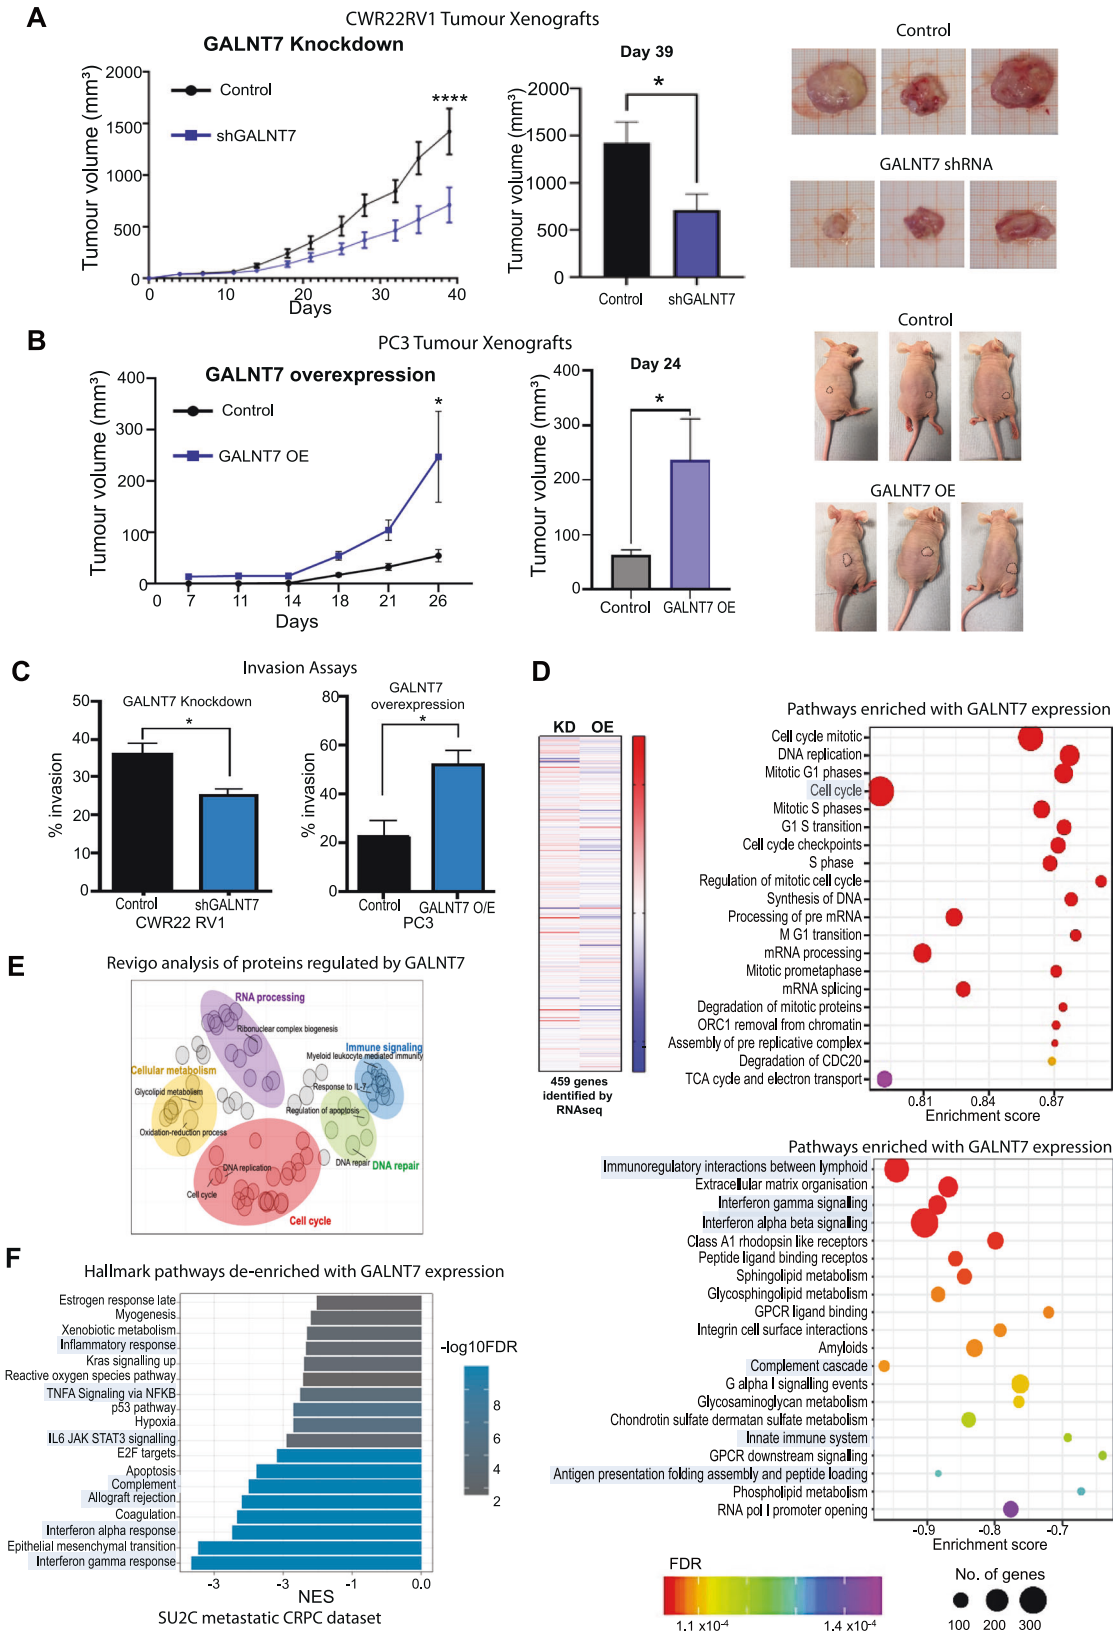 A
CWR22RV1 Tumour Xenografts
GALNT7 Knockdown
Tumour volume (mm³)
2000
1500
1000
500
0
Control
shGALNT7
****
0
10
20
30
40
Days
Day 39
*
Tumour volume (mm³)
2000
1500
1000
500
0
Control
shGALNT7
Control
GALNT7 shRNA
B
PC3 Tumour Xenografts
GALNT7 overexpression
Tumour volume (mm³)
400
300
200
100
0
Control
GALNT7 OE
*
0
7
11
14
18
21
26
Days
Day 24
*
Tumour volume (mm³)
400
300
200
100
0
Control
GALNT7 OE
Control
GALNT7 OE
C
Invasion Assays
GALNT7 Knockdown
*
% invasion
50
40
30
20
10
0
Control
shGALNT7
CWR22 RV1
GALNT7
overexpression
*
% invasion
80
60
40
20
0
Control
GALNT7 O/E
PC3
D
KD
OE
459 genes
identified by
RNAseq
Pathways enriched with GALNT7 expression
Cell cycle mitotic
DNA replication
Mitotic G1 phases
Cell cycle
Mitotic S phases
G1 S transition
Cell cycle checkpoints
S phase
Regulation of mitotic cell cycle
Synthesis of DNA
Processing of pre mRNA
M G1 transition
mRNA processing
Mitotic prometaphase
mRNA splicing
Degradation of mitotic proteins
ORC1 removal from chromatin
Assembly of pre replicative complex
Degradation of CDC20
TCA cycle and electron transport
0.81
0.84
0.87
Enrichment score
Pathways enriched with GALNT7 expression
Immunoregulatory interactions between lymphoid
Extracellular matrix organisation
Interferon gamma signalling
Interferon alpha beta signalling
Class A1 rhodopsin like receptors
Peptide ligand binding receptos
Sphingolipid metabolism
Glycosphingolipid metabolism
GPCR ligand binding
Integrin cell surface interactions
Amyloids
Complement cascade
G alpha I signalling events
Glycosaminoglycan metabolism
Chondrotin sulfate dermatan sulfate metabolism
Innate immune system
GPCR downstream signalling
Antigen presentation folding assembly and peptide loading
Phospholipid metabolism
RNA pol I promoter opening
-0.9
-0.8
-0.7
Enrichment score
FDR
1.1 x10⁻⁴
1.4 x10⁻⁴
No. of genes
100
200
300
E
Revigo analysis of proteins regulated by GALNT7
RNA processing
Ribonuclear complex biogenesis
Immune signaling
Myeloid leukocyte mediated immunity
Cellular metabolism
Response to IL-7
Glycolipid metabolism
Regulation of apoptosis
Oxidation-reduction process
DNA replication
DNA repair
DNA repair
Cell cycle
Cell cycle
F
Hallmark pathways de-enriched with GALNT7 expression
Estrogen response late
Myogenesis
Xenobiotic metabolism
Inflammatory response
Kras signalling up
Reactive oxygen species pathway
TNFA Signaling via NFKB
p53 pathway
Hypoxia
IL6 JAK STAT3 signalling
E2F targets
Apoptosis
Complement
Allograft rejection
Coagulation
Interferon alpha response
Epithelial mesenchymal transition
Interferon gamma response
-3
-3
-1
0.0
NES
SU2C metastatic CRPC dataset
-log10FDR
8
6
4
2